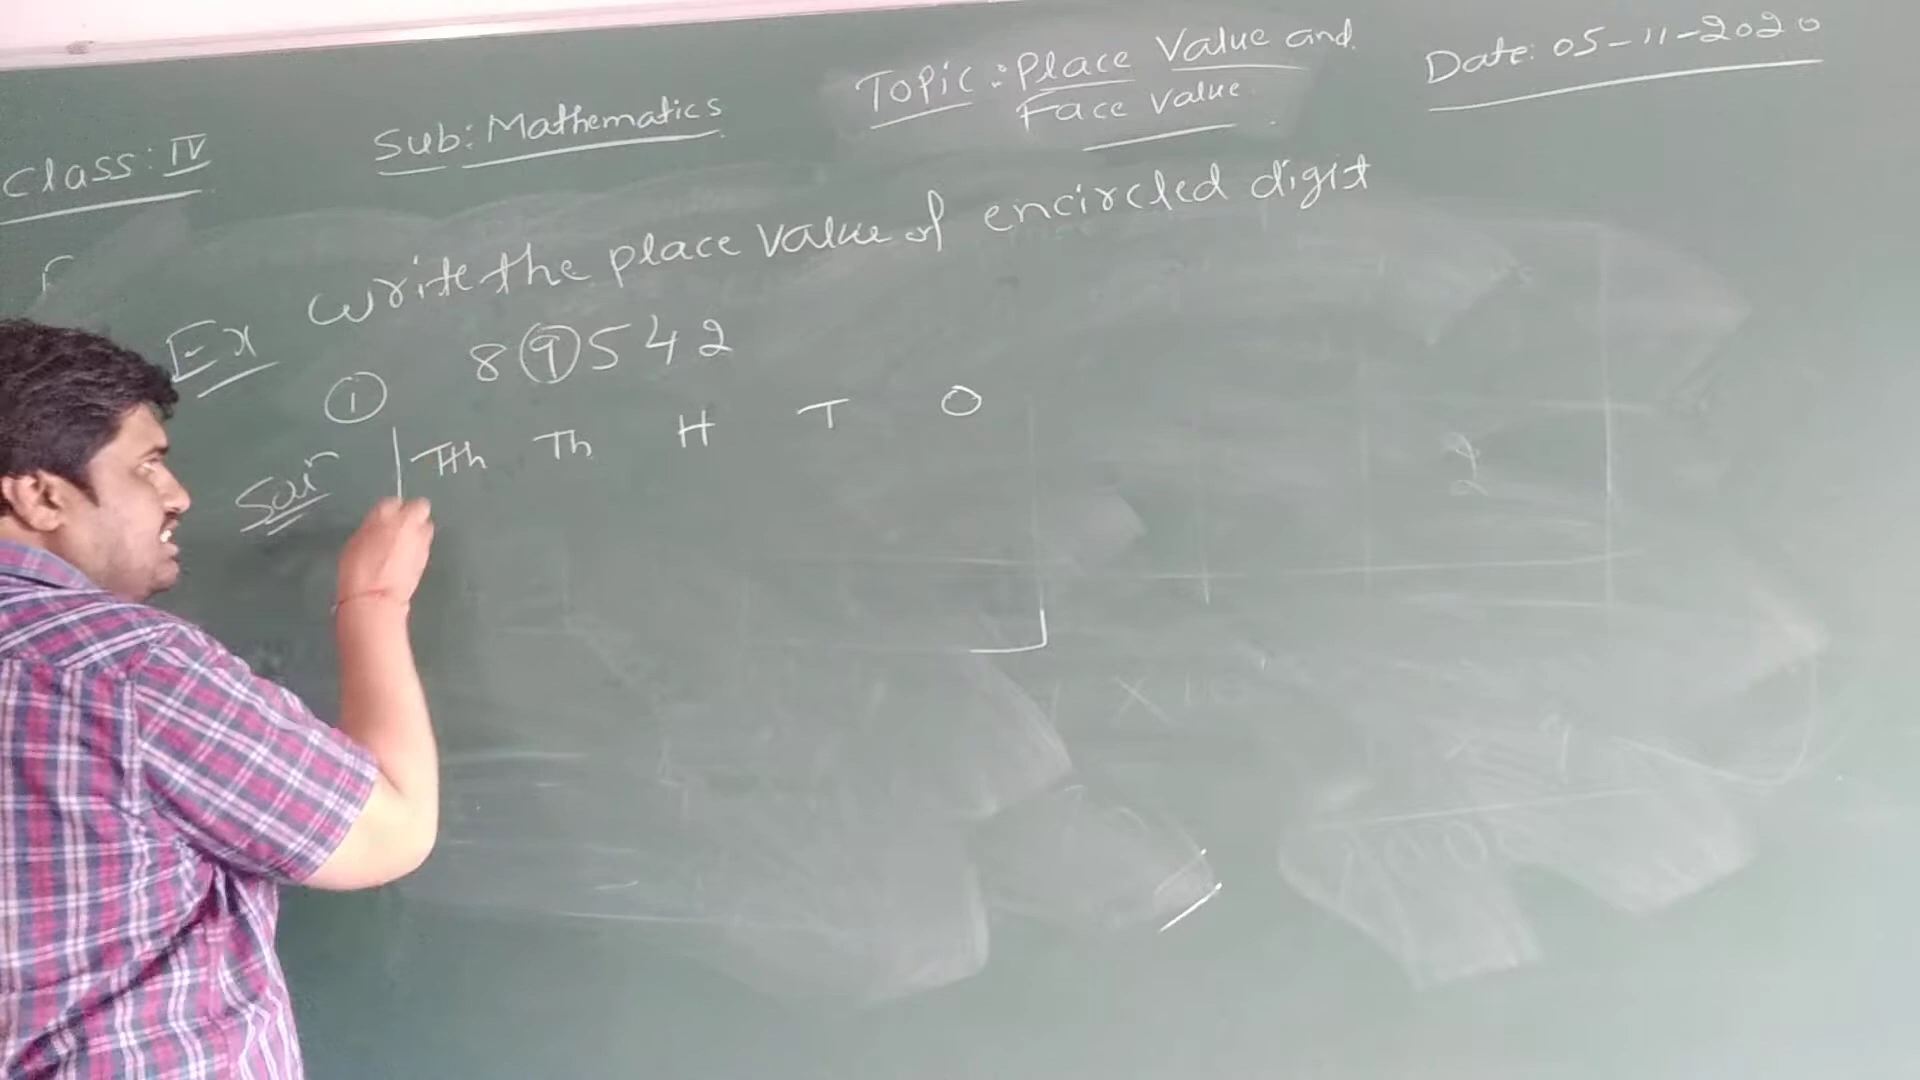 Class: IV
Sub: Mathematics
Topic: Place Value and
Face value
Date: 05-11-2020
Ex Write the place value of encircled digit
① 8⑨542
TTh Th H T O